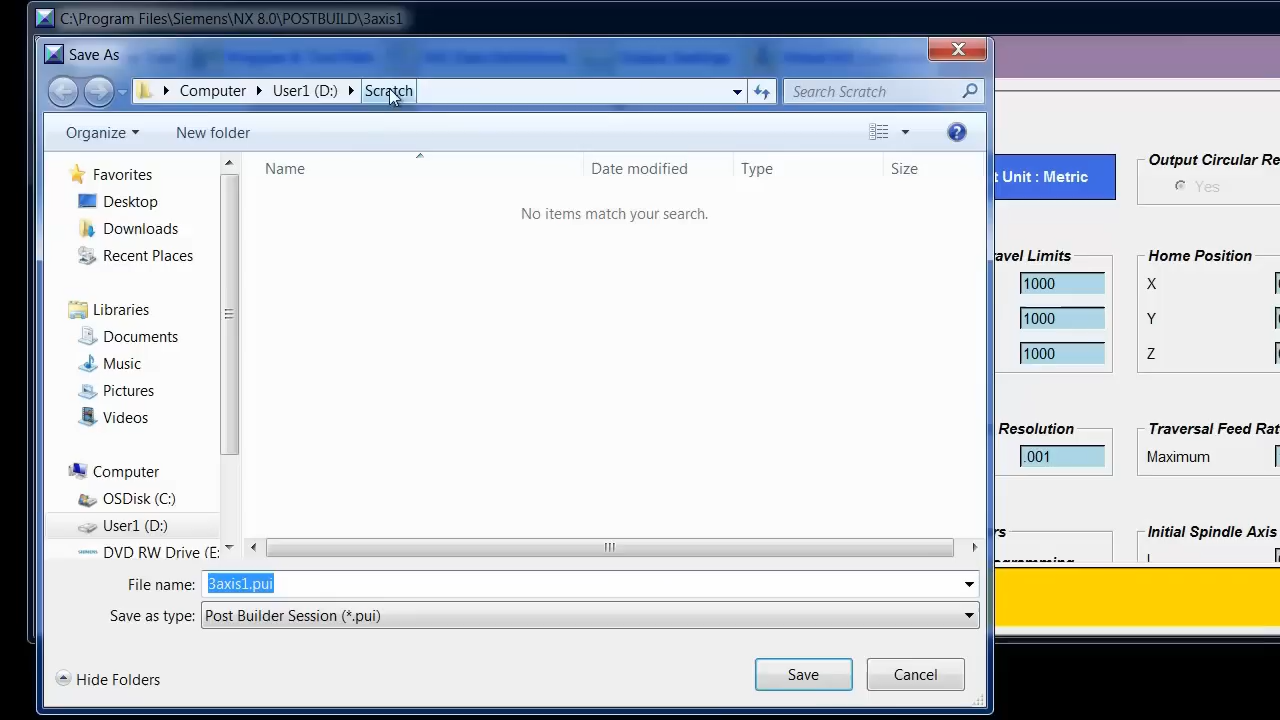 C:\Program Files\Siemens\NX 8.0\POSTBUILD\3axis1
Save As
Computer User1 (D:) Scratch
Search Scratch
Organize New folder
Name Date modified Type Size
No items match your search.
Favorites
Desktop
Downloads
Recent Places
Libraries
Documents
Music
Pictures
Videos
Computer
OSDisk (C:)
User1 (D:)
DVD RW Drive (E:
File name: 3axis1.pui
Save as type: Post Builder Session (*.pui)
Hide Folders
Save Cancel
t Unit : Metric
Output Circular Re
Yes
avel Limits
1000
1000
1000
Home Position
X
Y
Z
Resolution
.001
Traversal Feed Rat
Maximum
rs
Initial Spindle Axis
I